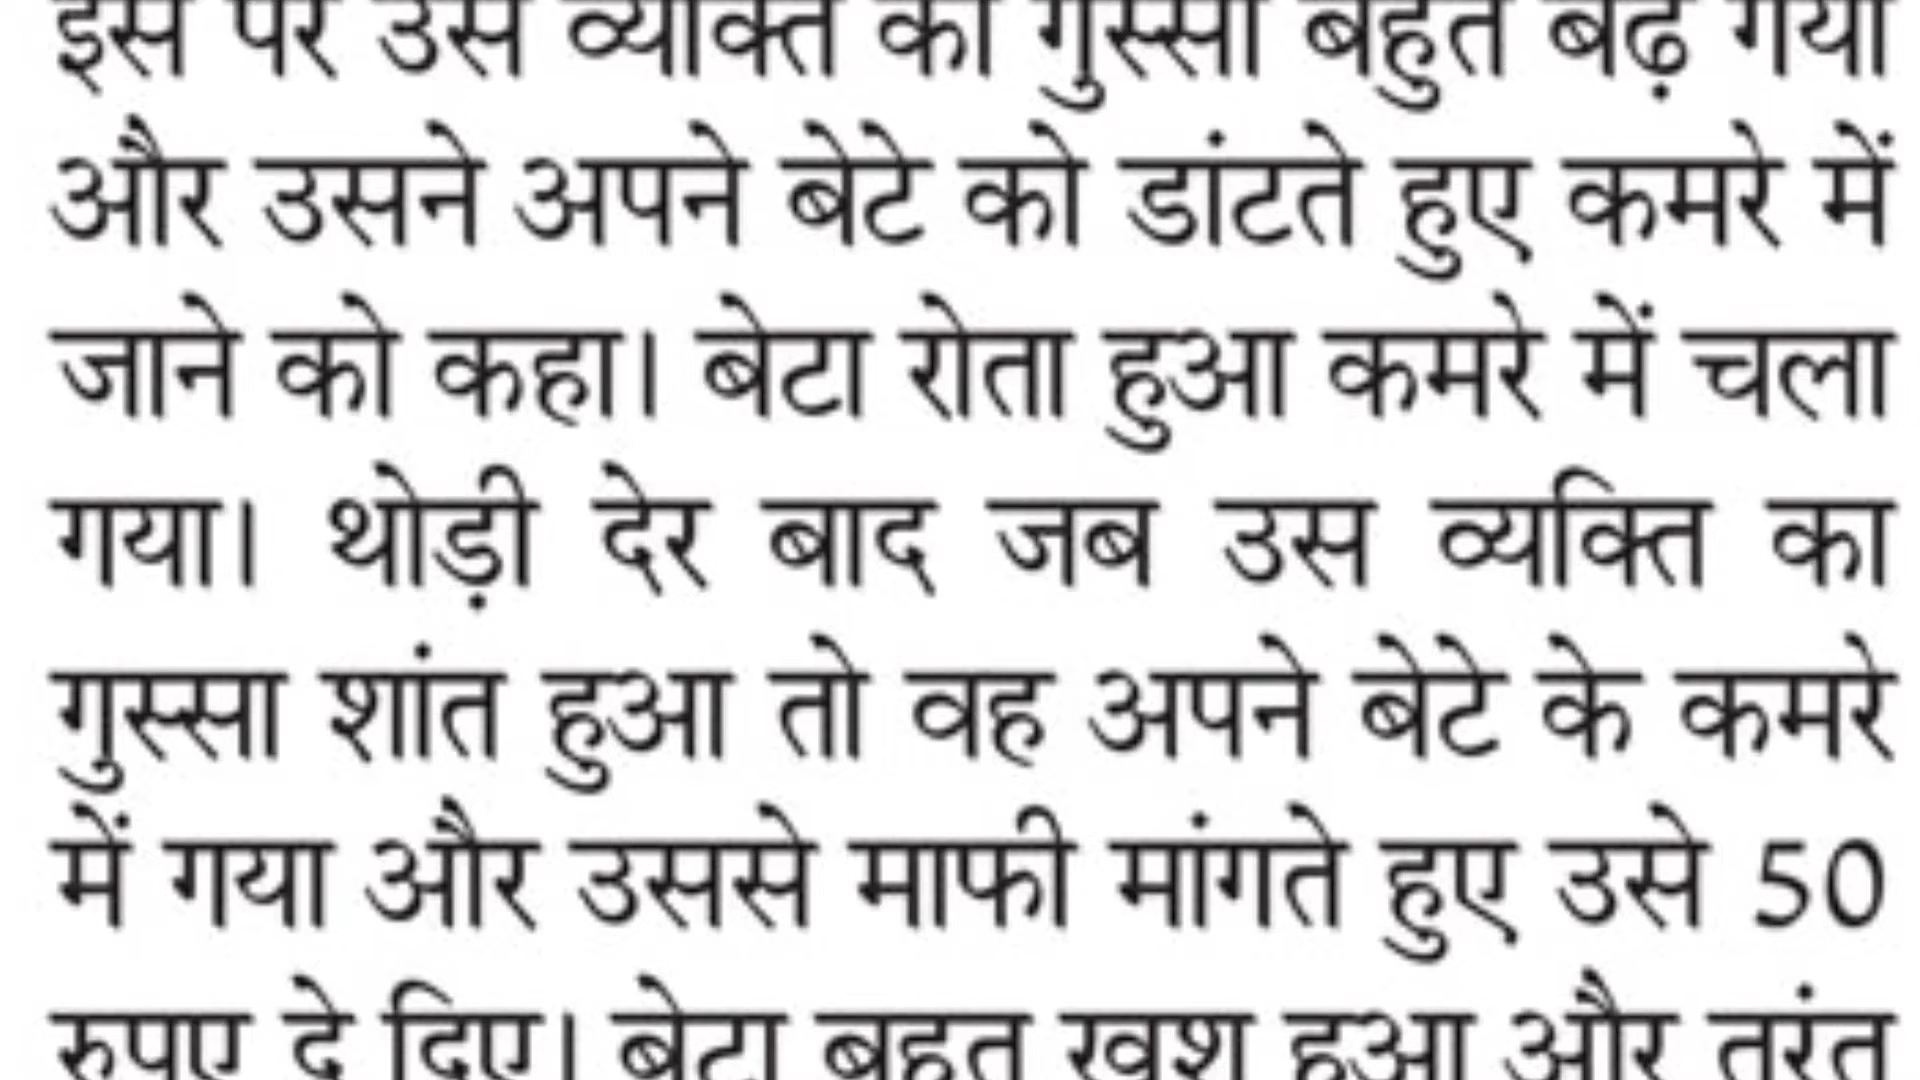 इस पर उस व्यक्ति का गुस्सा बहुत बढ़ गया
और उसने अपने बेटे को डांटते हुए कमरे में
जाने को कहा। बेटा रोता हुआ कमरे में चला
गया। थोड़ी देर बाद जब उस व्यक्ति का
गुस्सा शांत हुआ तो वह अपने बेटे के कमरे
में गया और उससे माफी मांगते हुए उसे 50
रुपए दे दिए। बेटा बहुत खुश हुआ और तुरंत